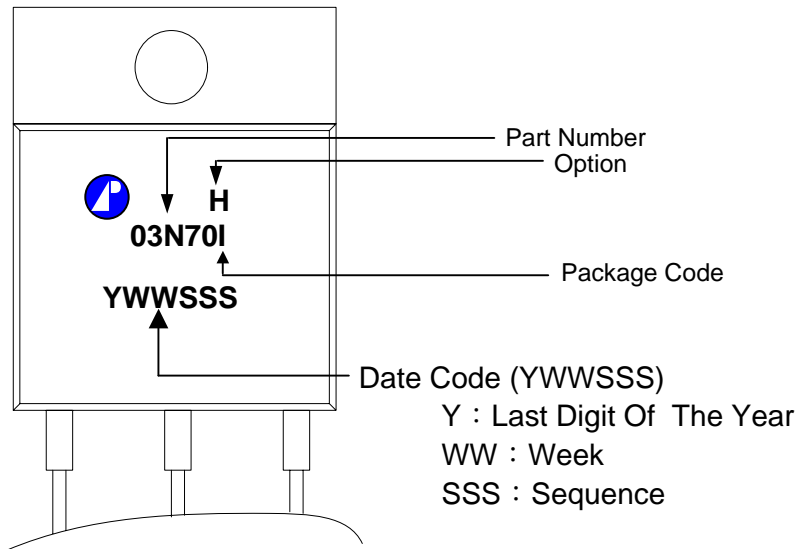 Part Number
Option
H
03N70I
Package Code
YWWSSS
Date Code (YWWSSS)
Y：Last Digit Of The Year
WW：Week
SSS：Sequence